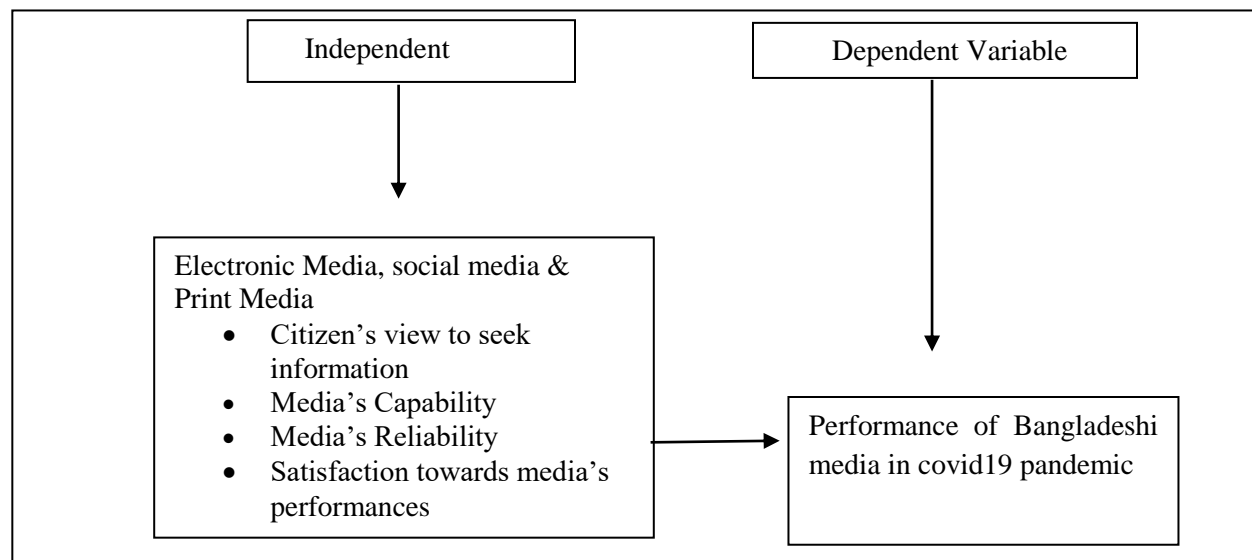 Independent
Dependent Variable
Electronic Media, social media &
Print Media
• Citizen’s view to seek
information
• Media’s Capability
• Media’s Reliability
• Satisfaction towards media’s
performances
Performance of Bangladeshi
media in covid19 pandemic